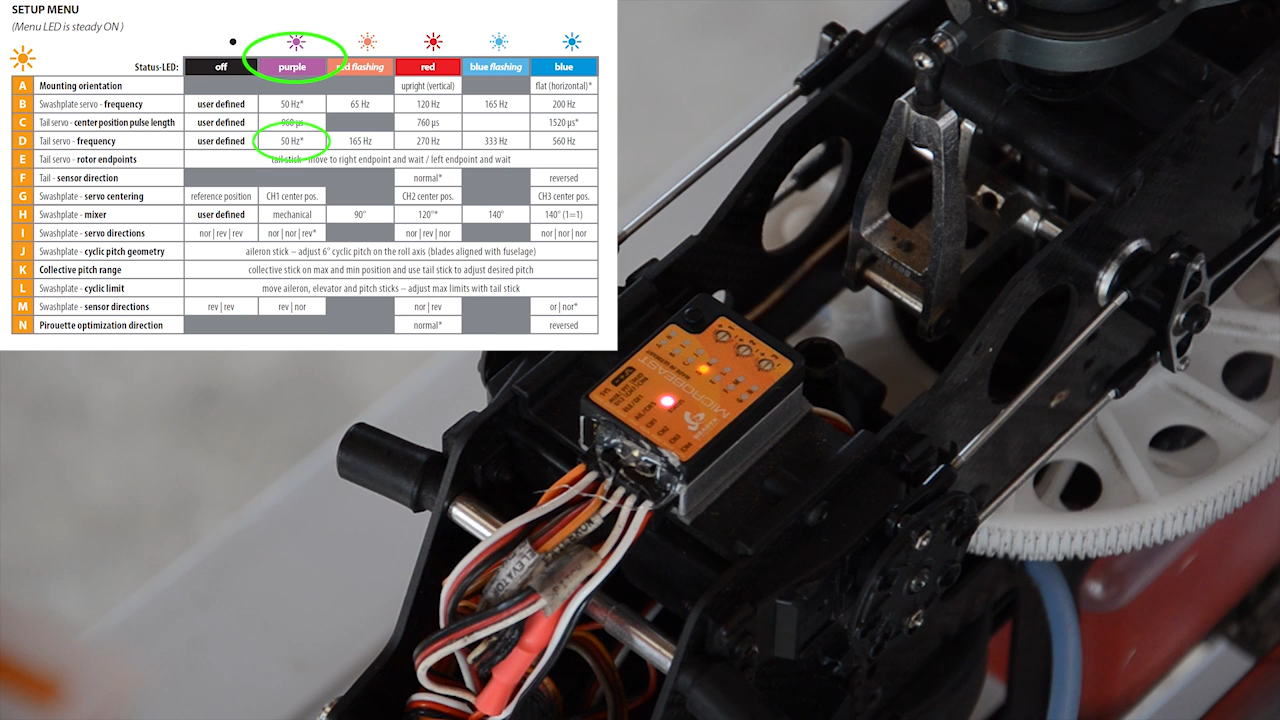 SETUP MENU
(Menu LED is steady ON )
Status-LED: off purple red flashing red blue flashing blue
A Mounting orientation upright (vertical) flat (horizontal)*
B Swashplate servo - frequency user defined 50 Hz* 65 Hz 120 Hz 165 Hz 200 Hz
C Tail servo - center position pulse length user defined 960 µs 760 µs 1520 µs*
D Tail servo - frequency user defined 50 Hz* 165 Hz 270 Hz 333 Hz 560 Hz
E Tail servo - rotor endpoints tail stick - move to right endpoint and wait / left endpoint and wait
F Tail - sensor direction normal* reversed
G Swashplate - servo centering reference position CH1 center pos. CH2 center pos. CH3 center pos.
H Swashplate - mixer user defined mechanical 90° 120°* 140° 140° (1=1)
I Swashplate - servo directions nor | rev | rev nor | nor | rev* nor | rev | nor nor | nor | nor
J Swashplate - cyclic pitch geometry aileron stick – adjust 6° cyclic pitch on the roll axis (blades aligned with fuselage)
K Collective pitch range collective stick on max and min position and use tail stick to adjust desired pitch
L Swashplate - cyclic limit move aileron, elevator and pitch sticks – adjust max limits with tail stick
M Swashplate - sensor directions rev | rev rev | nor nor | rev or | nor*
N Pirouette optimization direction normal* reversed
MICROBEAST
BEASTX
CH1
CH2
CH3
CH4
ELEVATO